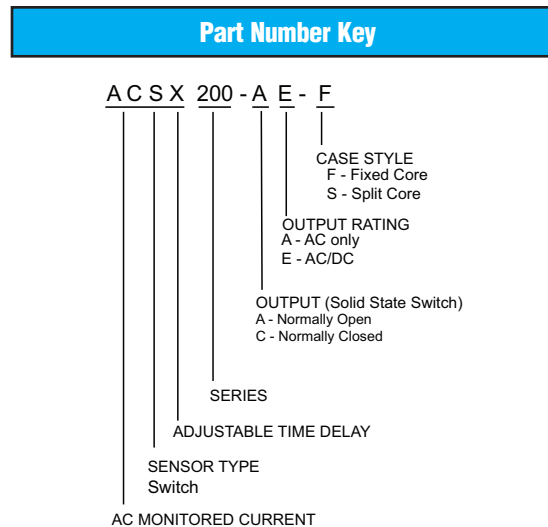 Part Number Key
A C S X 200 - A E - F
CASE STYLE
F - Fixed Core
S - Split Core
OUTPUT RATING
A - AC only
E - AC/DC
OUTPUT (Solid State Switch)
A - Normally Open
C - Normally Closed
SERIES
ADJUSTABLE TIME DELAY
SENSOR TYPE
Switch
AC MONITORED CURRENT